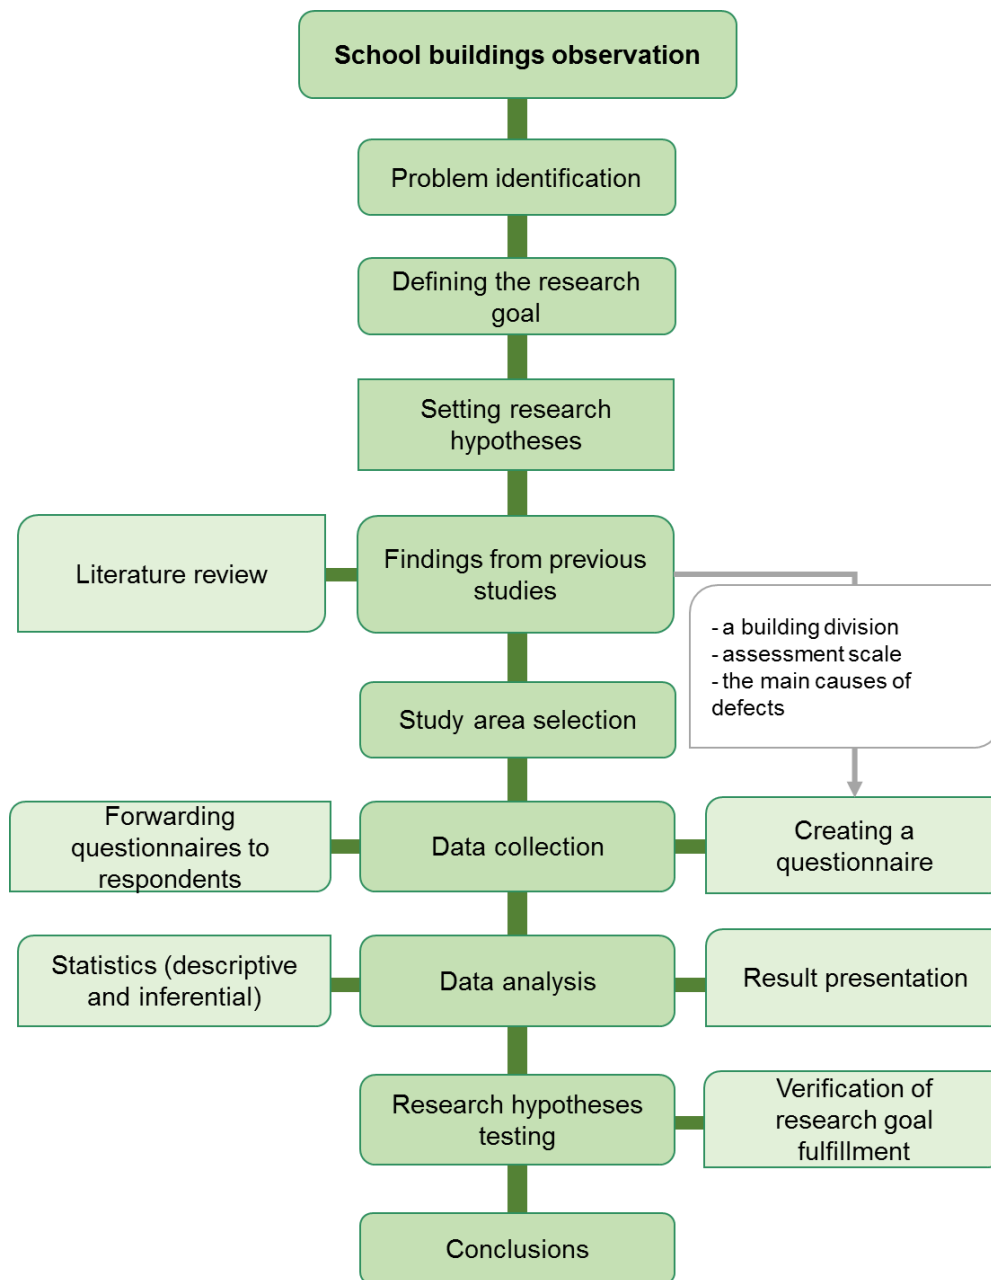 School buildings observation
Problem identification
Defining the research
goal
Setting research
hypotheses
Literature review
Findings from previous
studies
- a building division
- assessment scale
- the main causes of
defects
Study area selection
Forwarding
questionnaires to
respondents
Data collection
Creating a
questionnaire
Statistics (descriptive
and inferential)
Data analysis
Result presentation
Research hypotheses
testing
Verification of
research goal
fulfillment
Conclusions